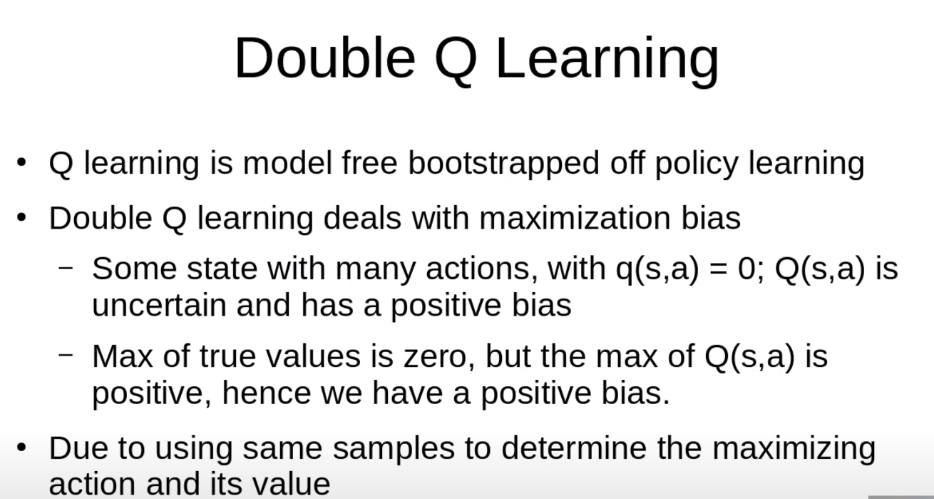 Double Q Learning
• Q learning is model free bootstrapped off policy learning
• Double Q learning deals with maximization bias
– Some state with many actions, with q(s,a) = 0; Q(s,a) is
uncertain and has a positive bias
– Max of true values is zero, but the max of Q(s,a) is
positive, hence we have a positive bias.
• Due to using same samples to determine the maximizing
action and its value